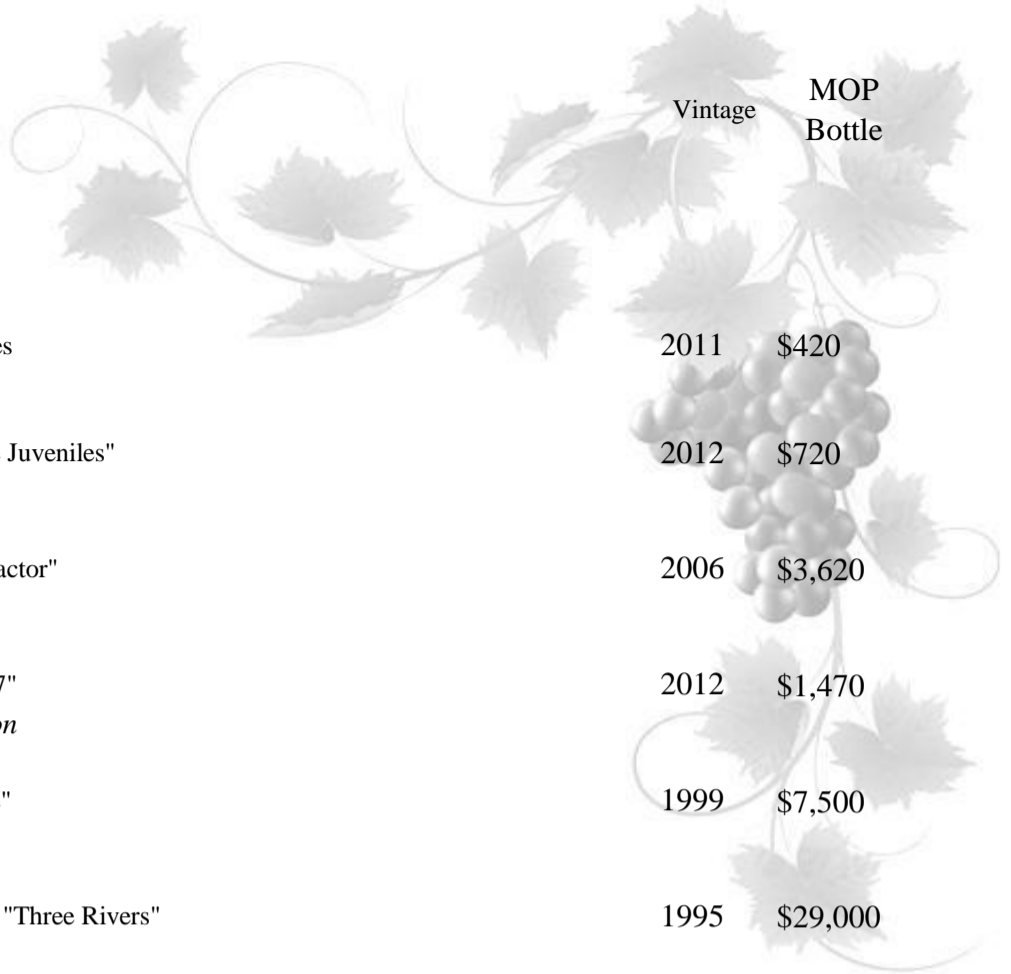 Vintage MOP
Bottle
es 2011 $420
Juveniles" 2012 $720
actor" 2006 $3,620
7" 2012 $1,470
on
" 1999 $7,500
"Three Rivers" 1995 $29,000